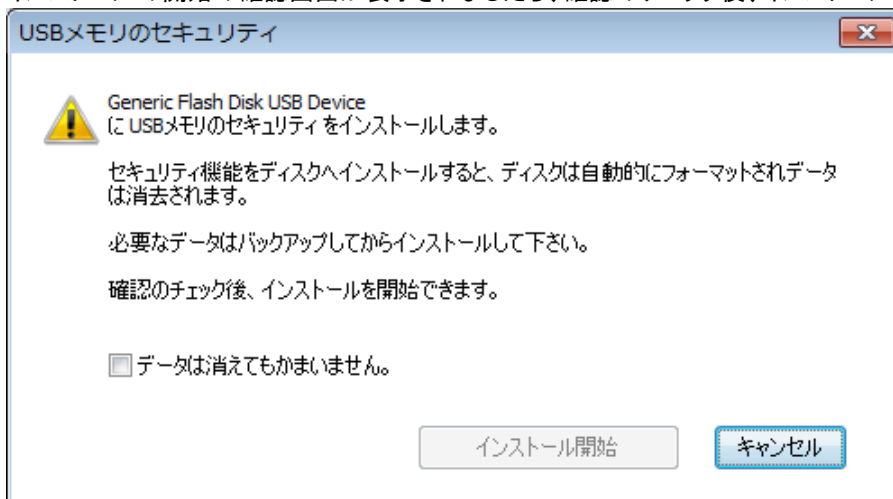 USBメモリのセキュリティ
Generic Flash Disk USB Device
に USBメモリのセキュリティ をインストールします。
セキュリティ機能をディスクへインストールすると、ディスクは自動的にフォーマットされデータ
は消去されます。
必要なデータはバックアップしてからインストールして下さい。
確認のチェック後、インストールを開始できます。
データは消えてもかまいません。
インストール開始
キャンセル